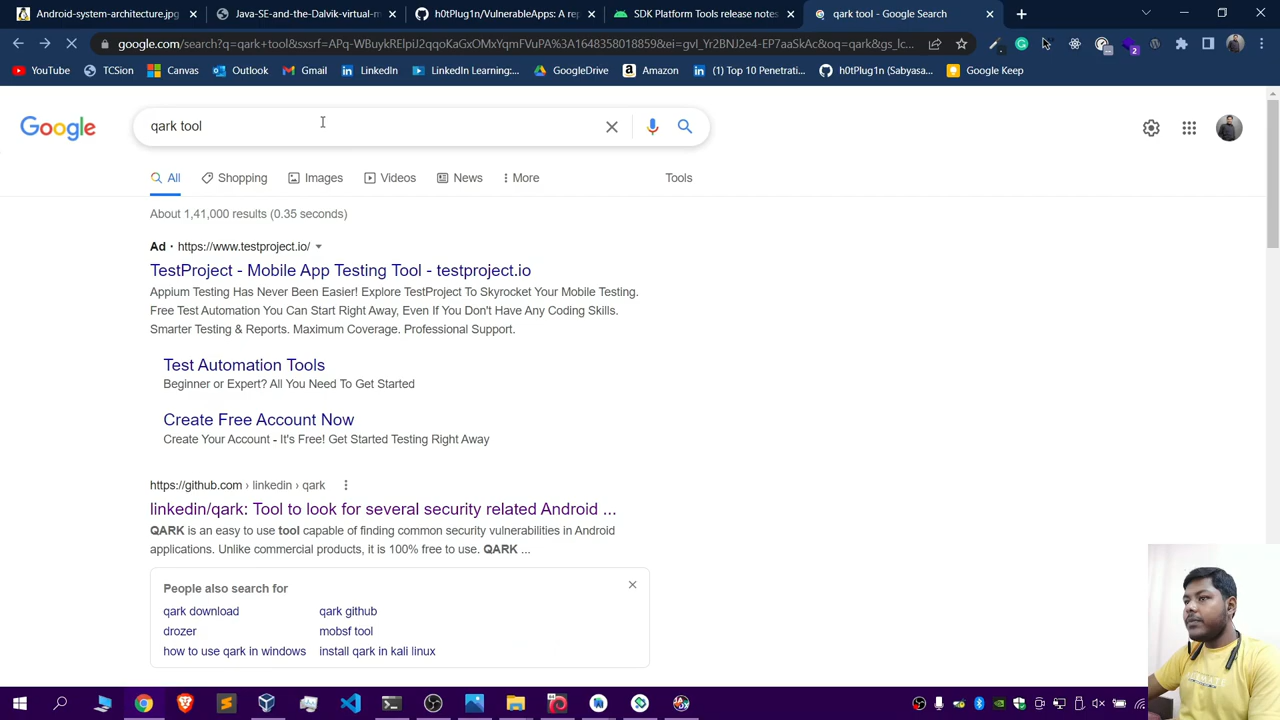 Android-system-architecture.jpg
Java-SE-and-the-Dalvik-virtual-m
h0tPlug1n/VulnerableApps: A rep
SDK Platform Tools release notes
qark tool - Google Search
google.com/search?q=qark+tool&sxsrf=APq-WBuykRElpiJ2qqoKaGxOMxYqmFVuPA%3A1648358018859&ei=gvI_Yr2BNJ2e4-EP7aaSkAc&oq=qark&gs_lc...
YouTube
TCSion
Canvas
Outlook
Gmail
LinkedIn
LinkedIn Learning:...
GoogleDrive
Amazon
(1) Top 10 Penetrati...
h0tPlug1n (Sabyasa...
Google Keep
Google
qark tool
All
Shopping
Images
Videos
News
More
Tools
About 1,41,000 results (0.35 seconds)
Ad · https://www.testproject.io/
TestProject - Mobile App Testing Tool - testproject.io
Appium Testing Has Never Been Easier! Explore TestProject To Skyrocket Your Mobile Testing.
Free Test Automation You Can Start Right Away, Even If You Don't Have Any Coding Skills.
Smarter Testing & Reports. Maximum Coverage. Professional Support.
Test Automation Tools
Beginner or Expert? All You Need To Get Started
Create Free Account Now
Create Your Account - It's Free! Get Started Testing Right Away
https://github.com › linkedin › qark
linkedin/qark: Tool to look for several security related Android ...
QARK is an easy to use tool capable of finding common security vulnerabilities in Android
applications. Unlike commercial products, it is 100% free to use. QARK ...
People also search for
qark download
qark github
drozer
mobsf tool
how to use qark in windows
install qark in kali linux